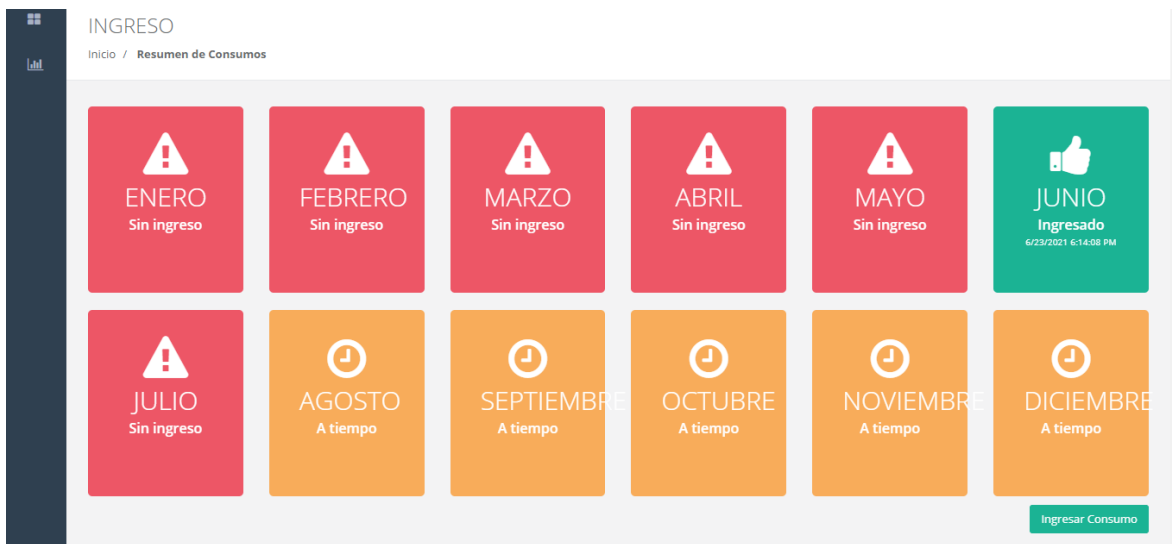 INGRESO
Inicio / Resumen de Consumos
ENERO
Sin ingreso
FEBRERO
Sin ingreso
MARZO
Sin ingreso
ABRIL
Sin ingreso
MAYO
Sin ingreso
JUNIO
Ingresado
6/23/2021 6:14:08 PM
JULIO
Sin ingreso
AGOSTO
A tiempo
SEPTIEMBRE
A tiempo
OCTUBRE
A tiempo
NOVIEMBRE
A tiempo
DICIEMBRE
A tiempo
Ingresar Consumo